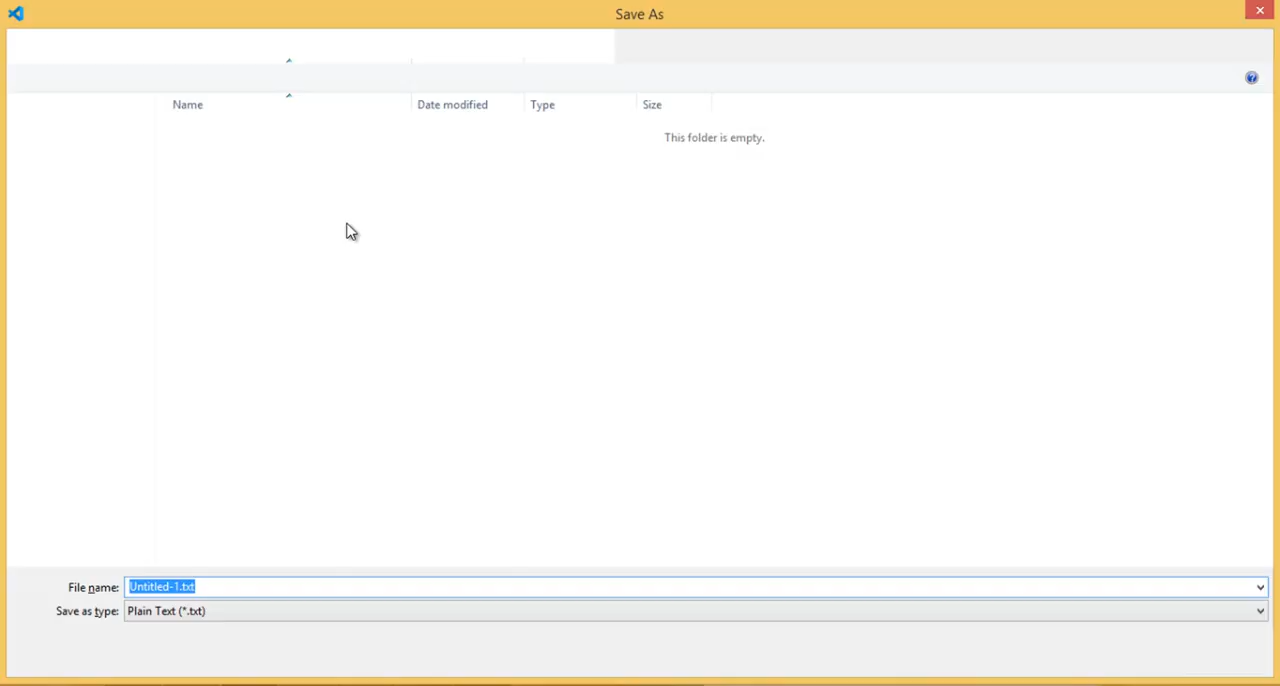 Save As
Name Date modified Type Size
This folder is empty.
File name: Untitled-1.txt
Save as type: Plain Text (*.txt)